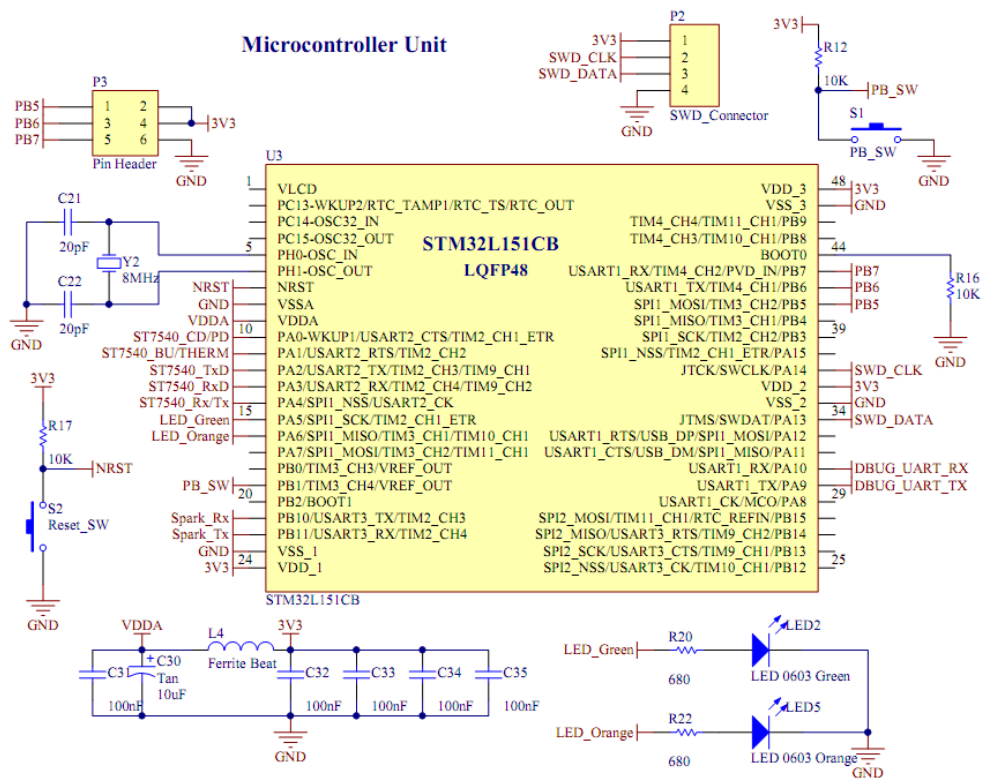 Microcontroller Unit
P2
3V3
SWD_CLK
SWD_DATA
1
2
3
4
GND
SWD_Connector
3V3
R12
10K
PB_SW
S1
PB_SW
GND
P3
PB5
PB6
PB7
1 2
3 4
5 6
3V3
Pin Header
GND
C21
20pF
Y2
8MHz
C22
20pF
GND
3V3
R17
10K
NRST
S2
Reset_SW
GND
U3
STM32L151CB
LQFP48
1 VLCD
PC13-WKUP2/RTC_TAMP1/RTC_TS/RTC_OUT
PC14-OSC32_IN
PC15-OSC32_OUT
5 PH0-OSC_IN
PH1-OSC_OUT
NRST NRST
GND VSSA
VDDA VDDA
ST7540_CD/PD 10 PA0-WKUP1/USART2_CTS/TIM2_CH1_ETR
ST7540_BU/THERM PA1/USART2_RTS/TIM2_CH2
ST7540_TxD PA2/USART2_TX/TIM2_CH3/TIM9_CH1
ST7540_RxD PA3/USART2_RX/TIM2_CH4/TIM9_CH2
ST7540_Rx/Tx PA4/SPI1_NSS/USART2_CK
LED_Green 15 PA5/SPI1_SCK/TIM2_CH1_ETR
LED_Orange PA6/SPI1_MISO/TIM3_CH1/TIM10_CH1
PA7/SPI1_MOSI/TIM3_CH2/TIM11_CH1
PB0/TIM3_CH3/VREF_OUT
PB_SW PB1/TIM3_CH4/VREF_OUT
20 PB2/BOOT1
Spark_Rx PB10/USART3_TX/TIM2_CH3
Spark_Tx PB11/USART3_RX/TIM2_CH4
GND VSS_1
3V3 24 VDD_1
VDD_3 48 3V3
VSS_3 GND
TIM4_CH4/TIM11_CH1/PB9
TIM4_CH3/TIM10_CH1/PB8
BOOT0 44
USART1_RX/TIM4_CH2/PVD_IN/PB7 PB7
USART1_TX/TIM4_CH1/PB6 PB6
SPI1_MOSI/TIM3_CH2/PB5 PB5
SPI1_MISO/TIM3_CH1/PB4
SPI1_SCK/TIM2_CH2/PB3 39
SPI1_NSS/TIM2_CH1_ETR/PA15
JTCK/SWCLK/PA14 SWD_CLK
VDD_2 3V3
VSS_2 GND
JTMS/SWDAT/PA13 34 SWD_DATA
USART1_RTS/USB_DP/SPI1_MOSI/PA12
USART1_CTS/USB_DM/SPI1_MISO/PA11
USART1_RX/PA10 DBUG_UART_RX
USART1_TX/PA9 DBUG_UART_TX
USART1_CK/MCO/PA8 29
SPI2_MOSI/TIM11_CH1/RTC_REFIN/PB15
SPI2_MISO/USART3_RTS/TIM9_CH2/PB14
SPI2_SCK/USART3_CTS/TIM9_CH1/PB13
SPI2_NSS/USART3_CK/TIM10_CH1/PB12 25
STM32L151CB
R16
10K
GND
VDDA
L4
Ferrite Beat
3V3
C31
100nF
+ C30
Tan
10uF
C32
100nF
C33
100nF
C34
100nF
C35
100nF
GND
LED_Green
R20
680
LED2
LED 0603 Green
LED_Orange
R22
680
LED5
LED 0603 Orange
GND